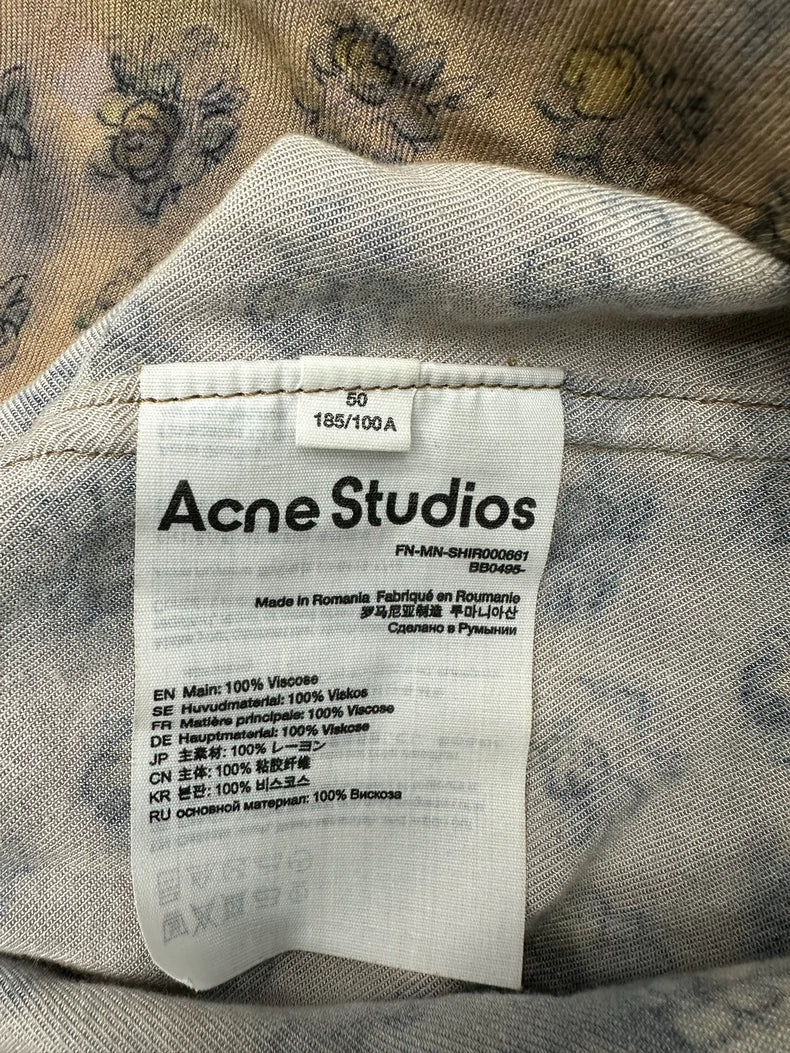 50
185/100A
Acne Studios
FN-MN-SHIR000661
BB0495-
Made in Romania Fabriqué en Roumanie
罗马尼亚制造 루마니아산
Сделано в Румынии
EN Main: 100% Viscose
SE Huvudmaterial: 100% Viskos
FR Matière principale: 100% Viscose
DE Hauptmaterial: 100% Viskose
JP 主素材: 100% レーヨン
CN 主体: 100% 粘胶纤维
KR 본판: 100% 비스코스
RU основной материал: 100% Вискоза